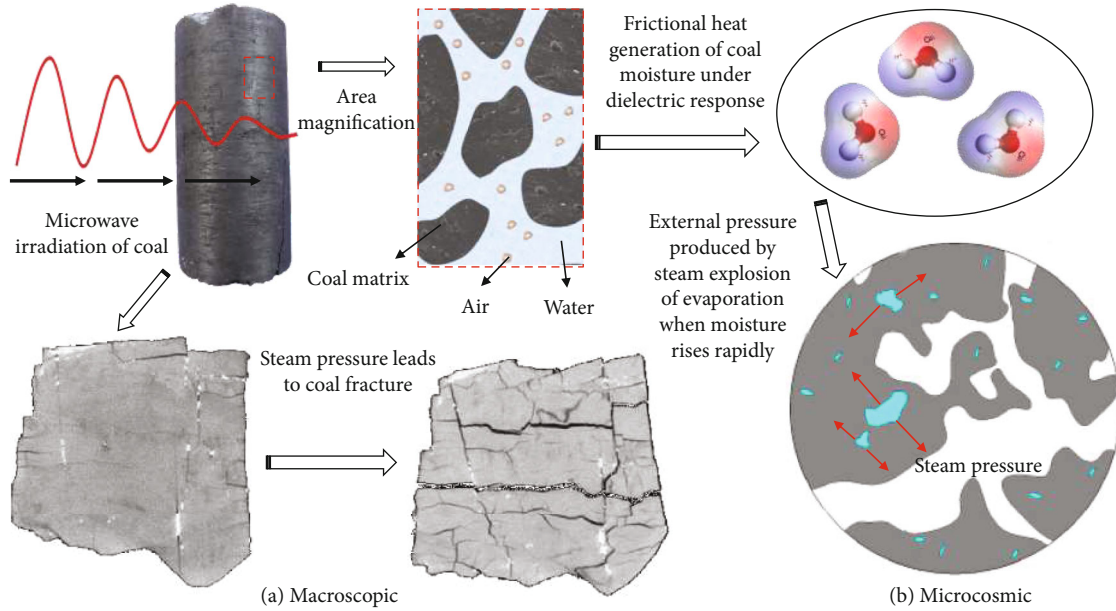 Microwave
irradiation of coal
Area
magnification
Coal matrix
Air
Water
Frictional heat
generation of coal
moisture under
dielectric response
External pressure
produced by
steam explosion
of evaporation
when moisture
rises rapidly
Steam pressure leads
to coal fracture
Steam pressure
(a) Macroscopic
(b) Microcosmic